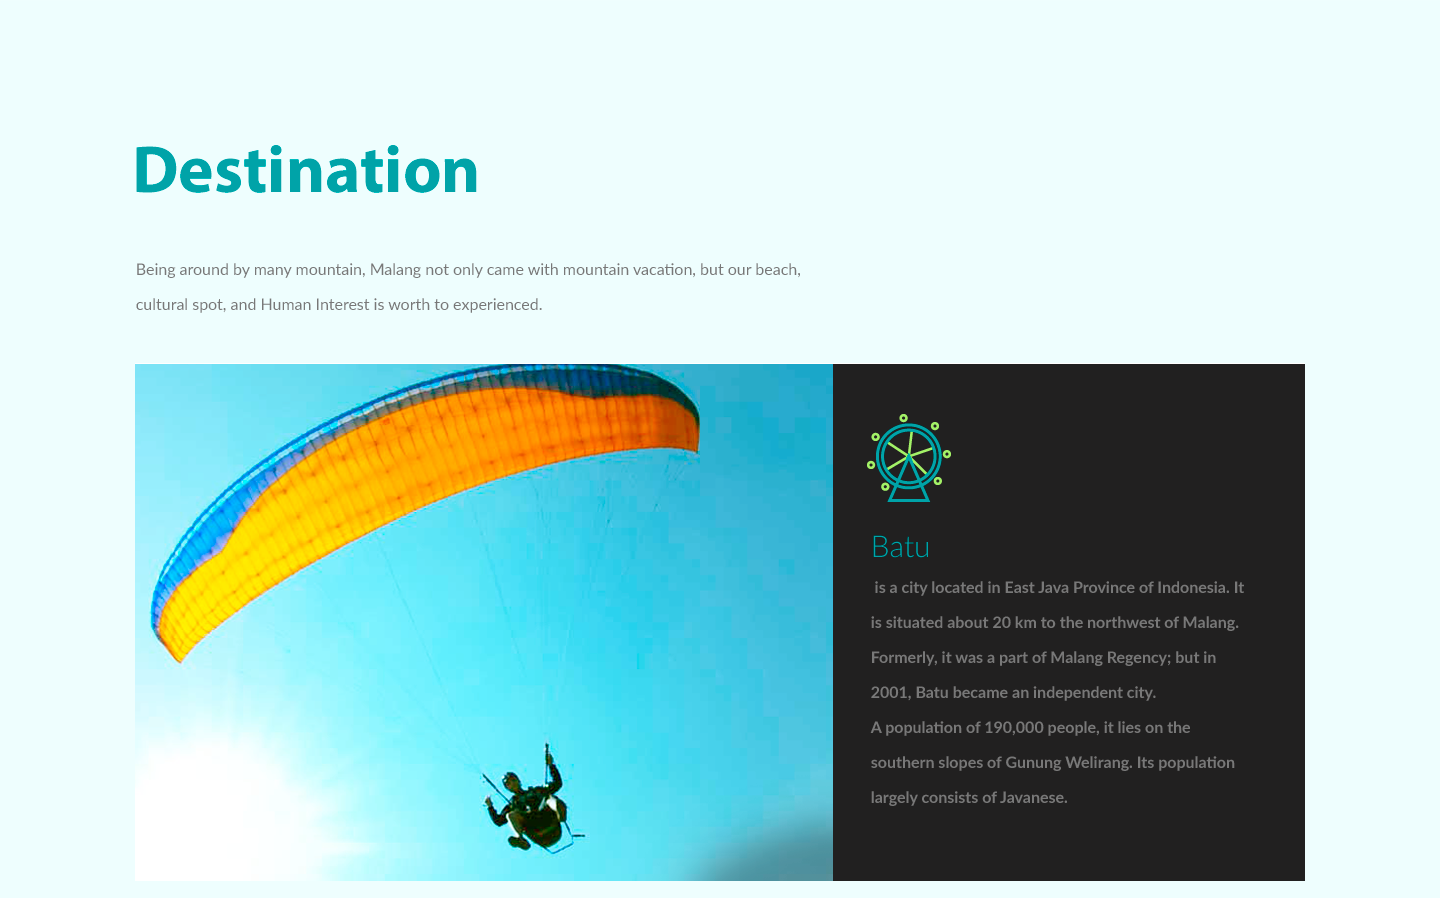 Destination
Being around by many mountain, Malang not only came with mountain vacation, but our beach,
cultural spot, and Human Interest is worth to experienced.
Batu
is a city located in East Java Province of Indonesia. It
is situated about 20 km to the northwest of Malang.
Formerly, it was a part of Malang Regency; but in
2001, Batu became an independent city.
A population of 190,000 people, it lies on the
southern slopes of Gunung Welirang. Its population
largely consists of Javanese.